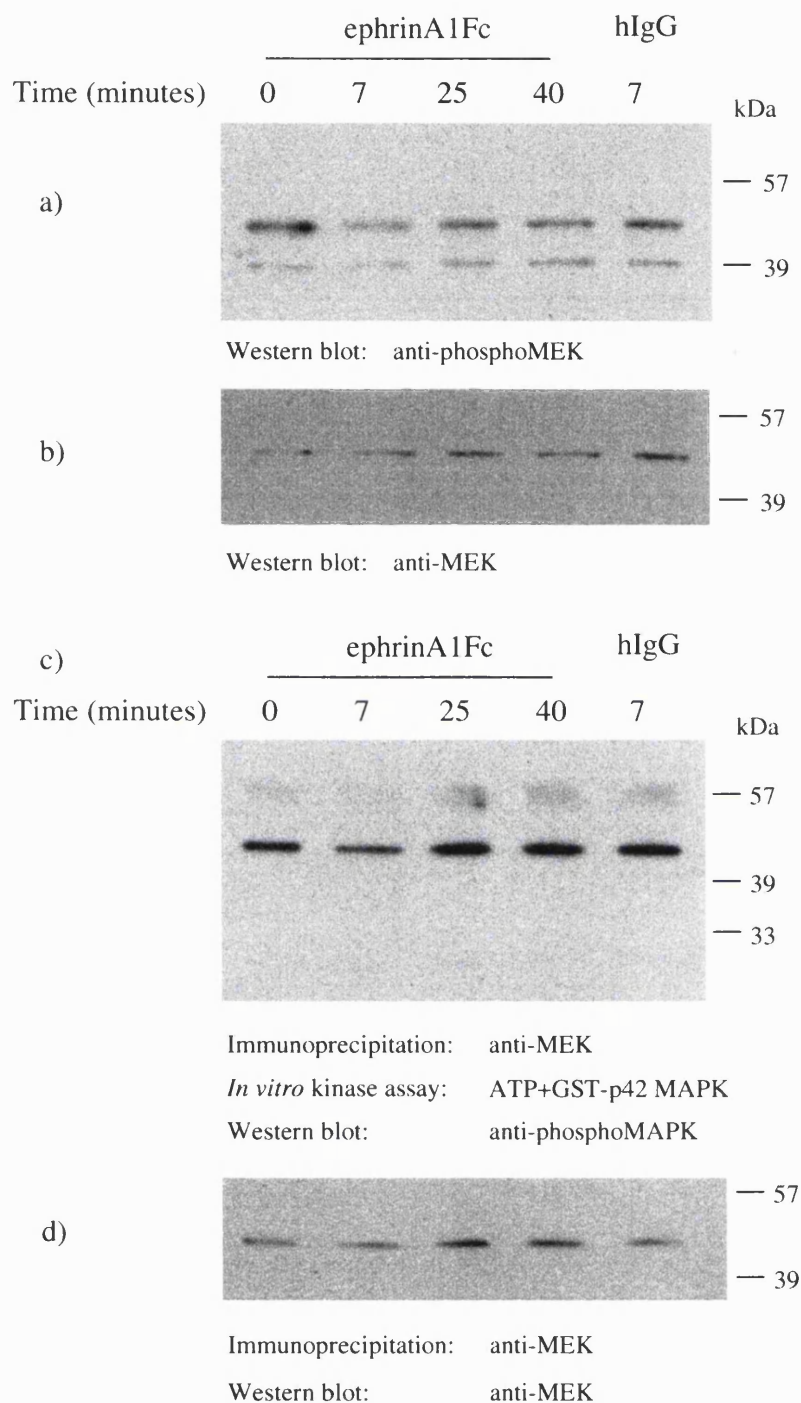 ephrinA1Fc hIgG
Time (minutes) 0 7 25 40 7
kDa
57
a)
39
Western blot: anti-phosphoMEK
57
b)
39
Western blot: anti-MEK
c) ephrinA1Fc hIgG
Time (minutes) 0 7 25 40 7
kDa
57
39
33
Immunoprecipitation: anti-MEK
In vitro kinase assay: ATP+GST-p42 MAPK
Western blot: anti-phosphoMAPK
57
d)
39
Immunoprecipitation: anti-MEK
Western blot: anti-MEK